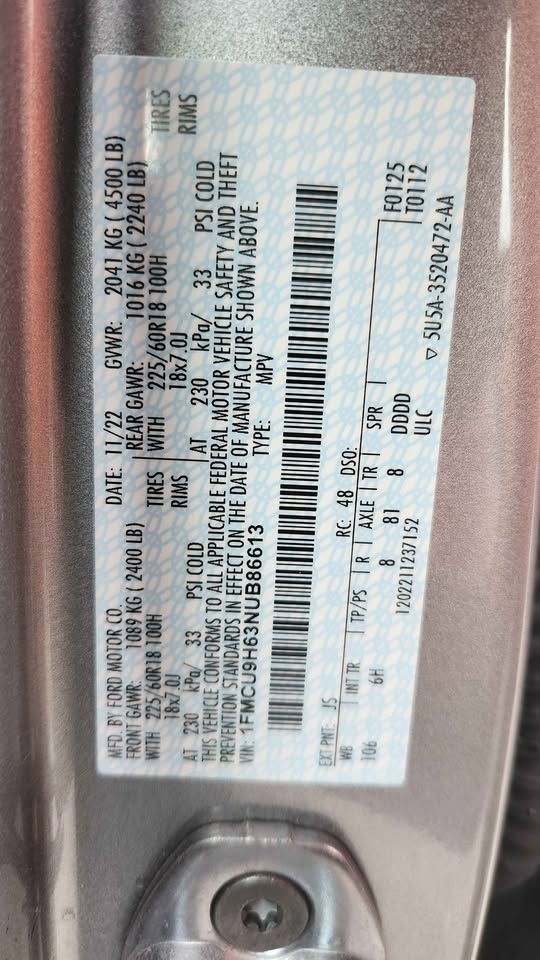 MFD. BY FORD MOTOR CO.
DATE: 11/22 GVWR: 2041 KG ( 4500 LB)
FRONT GAWR: 1089 KG ( 2400 LB)
REAR GAWR: 1016 KG ( 2240 LB)
WITH 225/60R18 100H TIRES
WITH 225/60R18 100H TIRES
18x7.0J RIMS
18x7.0J RIMS
AT 230 kPa/ 33 PSI COLD
AT 230 kPa/ 33 PSI COLD
THIS VEHICLE CONFORMS TO ALL APPLICABLE FEDERAL MOTOR VEHICLE SAFETY AND THEFT
PREVENTION STANDARDS IN EFFECT ON THE DATE OF MANUFACTURE SHOWN ABOVE.
VIN: 1FMCU9H63NUB86613 TYPE: MPV
EXT PNT: JS RC: 48 DSO:
WB INT TR TP/PS R AXLE TR SPR
106 6H 8 81 8 DDDD
F0125
T0112
1202211237152 ULC
▽ 5U5A-3520472-AA